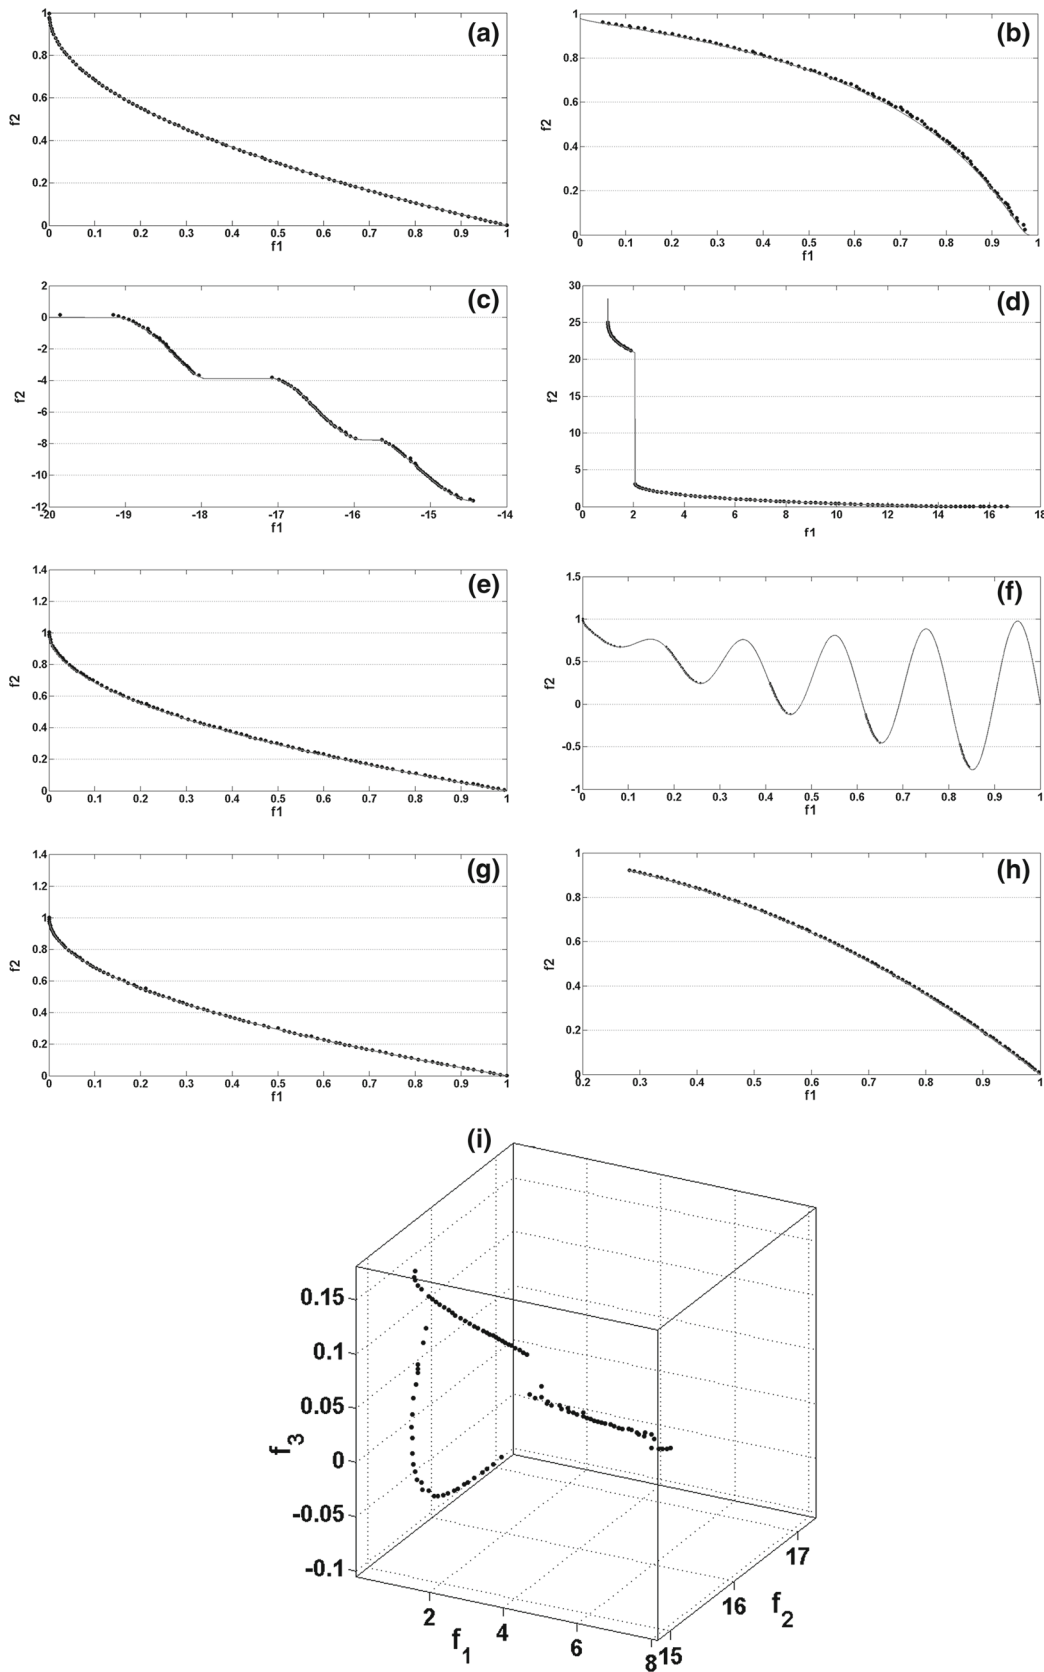 (a)
1
0.8
0.6
0.4
0.2
0
f2
0 0.1 0.2 0.3 0.4 0.5 0.6 0.7 0.8 0.9 1
f1
(b)
1
0.8
0.6
0.4
0.2
0
f2
0 0.1 0.2 0.3 0.4 0.5 0.6 0.7 0.8 0.9 1
f1
(c)
2
0
-2
-4
-6
-8
-10
-12
f2
-20 -19 -18 -17 -16 -15 -14
f1
(d)
30
25
20
15
10
5
0
f2
0 2 4 6 8 10 12 14 16 18
f1
(e)
1.4
1.2
1
0.8
0.6
0.4
0.2
0
f2
0 0.1 0.2 0.3 0.4 0.5 0.6 0.7 0.8 0.9 1
f1
(f)
1.5
1
0.5
0
-0.5
-1
f2
0 0.1 0.2 0.3 0.4 0.5 0.6 0.7 0.8 0.9 1
f1
(g)
1.4
1.2
1
0.8
0.6
0.4
0.2
0
f2
0 0.1 0.2 0.3 0.4 0.5 0.6 0.7 0.8 0.9 1
f1
(h)
1
0.8
0.6
0.4
0.2
0
f2
0.2 0.3 0.4 0.5 0.6 0.7 0.8 0.9 1
f1
(i)
0.15
0.1
0.05
0
-0.05
-0.1
f3
2 4 6 8
f1
15 16 17
f2